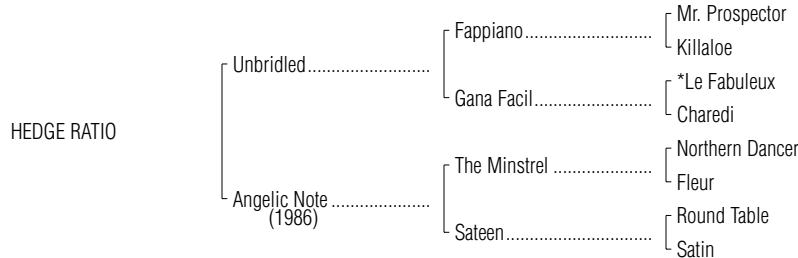 Mr. Prospector
Fappiano
Killaloe
Unbridled
*Le Fabuleux
Gana Facil
Charedi
HEDGE RATIO
Northern Dancer
The Minstrel
Fleur
Angelic Note
(1986)
Round Table
Sateen
Satin